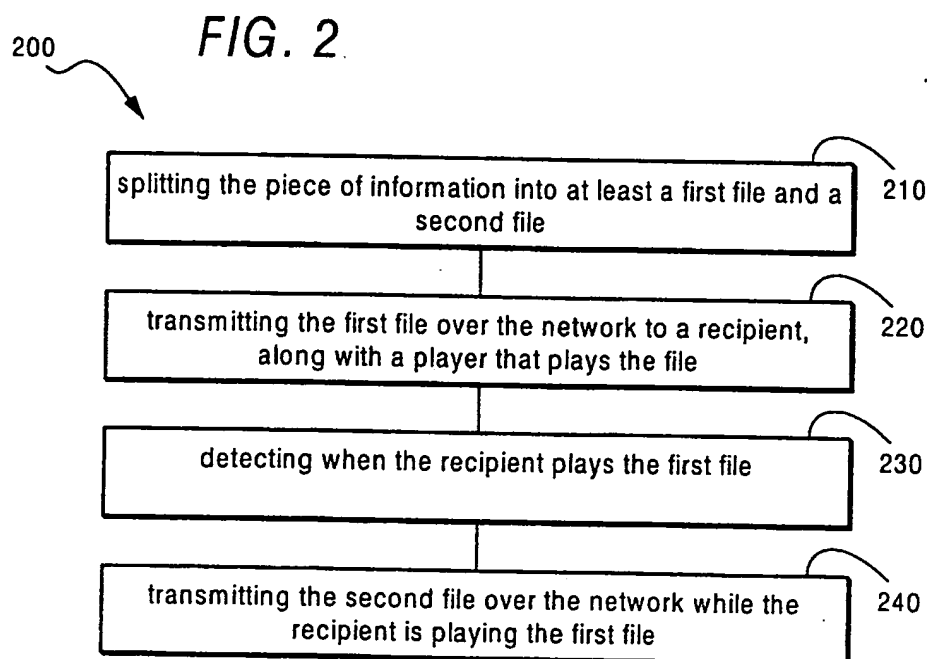 FIG. 2
200
splitting the piece of information into at least a first file and a
second file
210
transmitting the first file over the network to a recipient,
along with a player that plays the file
220
detecting when the recipient plays the first file
230
transmitting the second file over the network while the
recipient is playing the first file
240